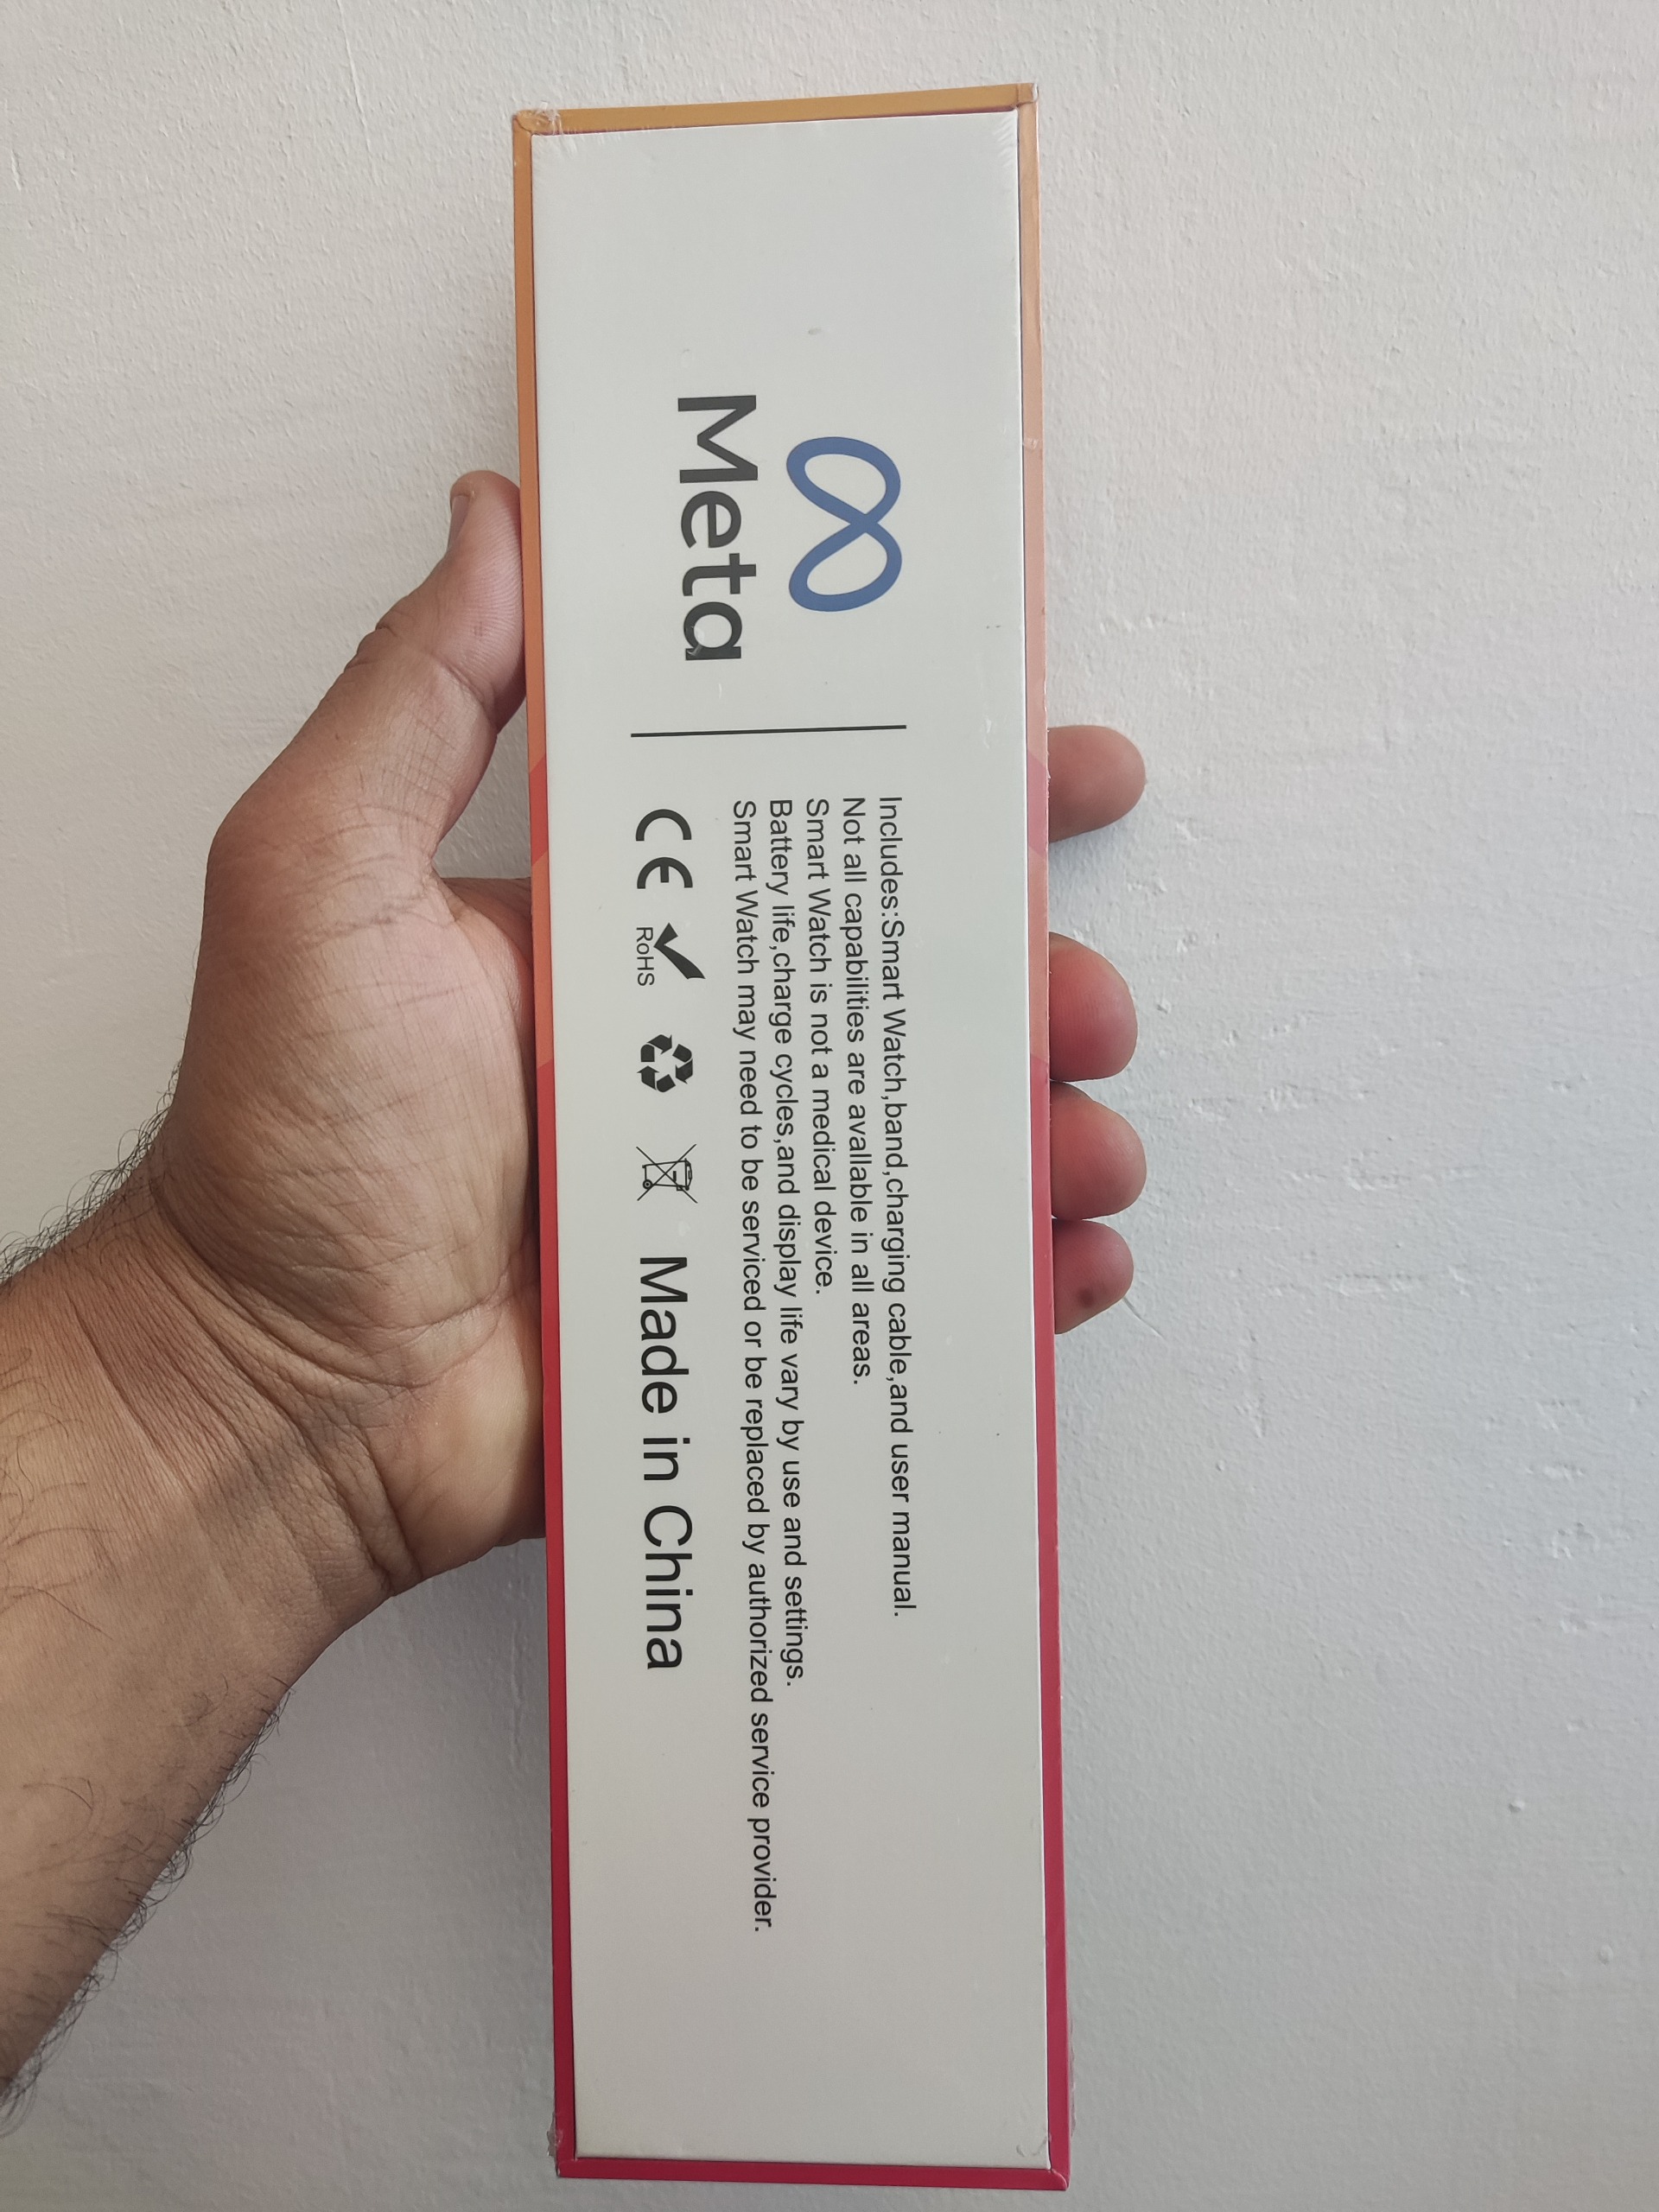 Meta
Includes:Smart Watch,band,charging cable,and user manual.
Not all capabilities are avallable in all areas.
Smart Watch is not a medical device.
Battery life,charge cycles,and display life vary by use and settings.
Smart Watch may need to be serviced or be replaced by authorized service provider.
CE RoHS Made in China